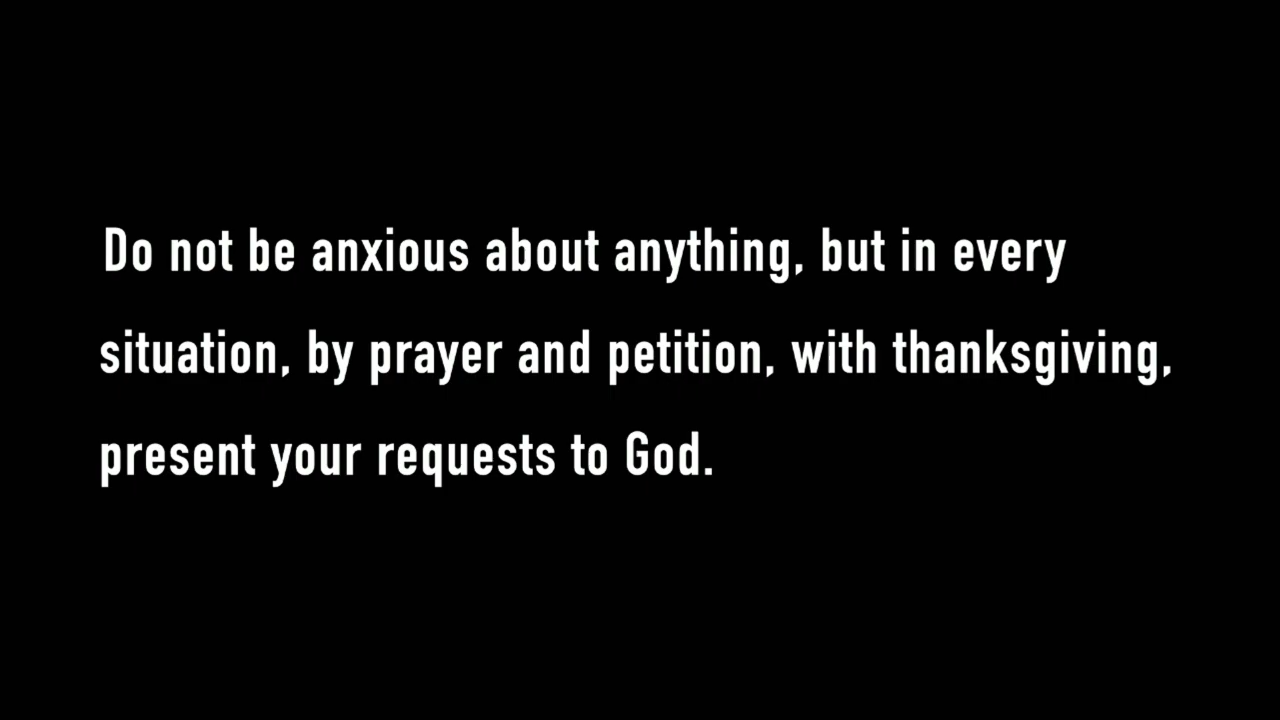 Do not be anxious about anything, but in every
situation, by prayer and petition, with thanksgiving,
present your requests to God.